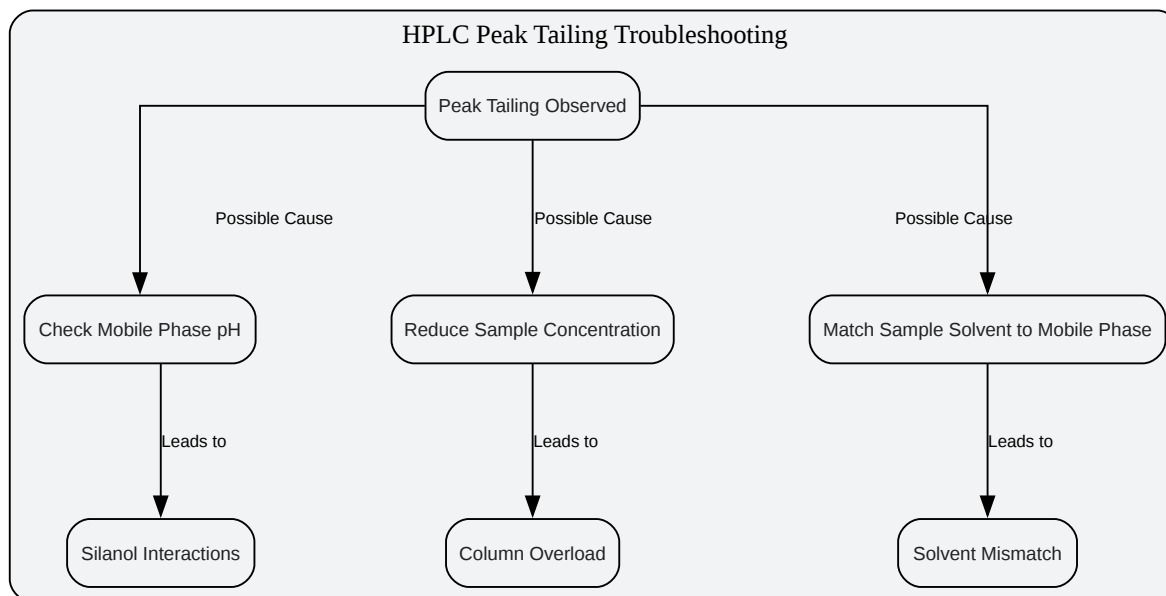 HPLC Peak Tailing Troubleshooting
Peak Tailing Observed
Possible Cause
Possible Cause
Possible Cause
Check Mobile Phase pH
Reduce Sample Concentration
Match Sample Solvent to Mobile Phase
Leads to
Leads to
Leads to
Silanol Interactions
Column Overload
Solvent Mismatch